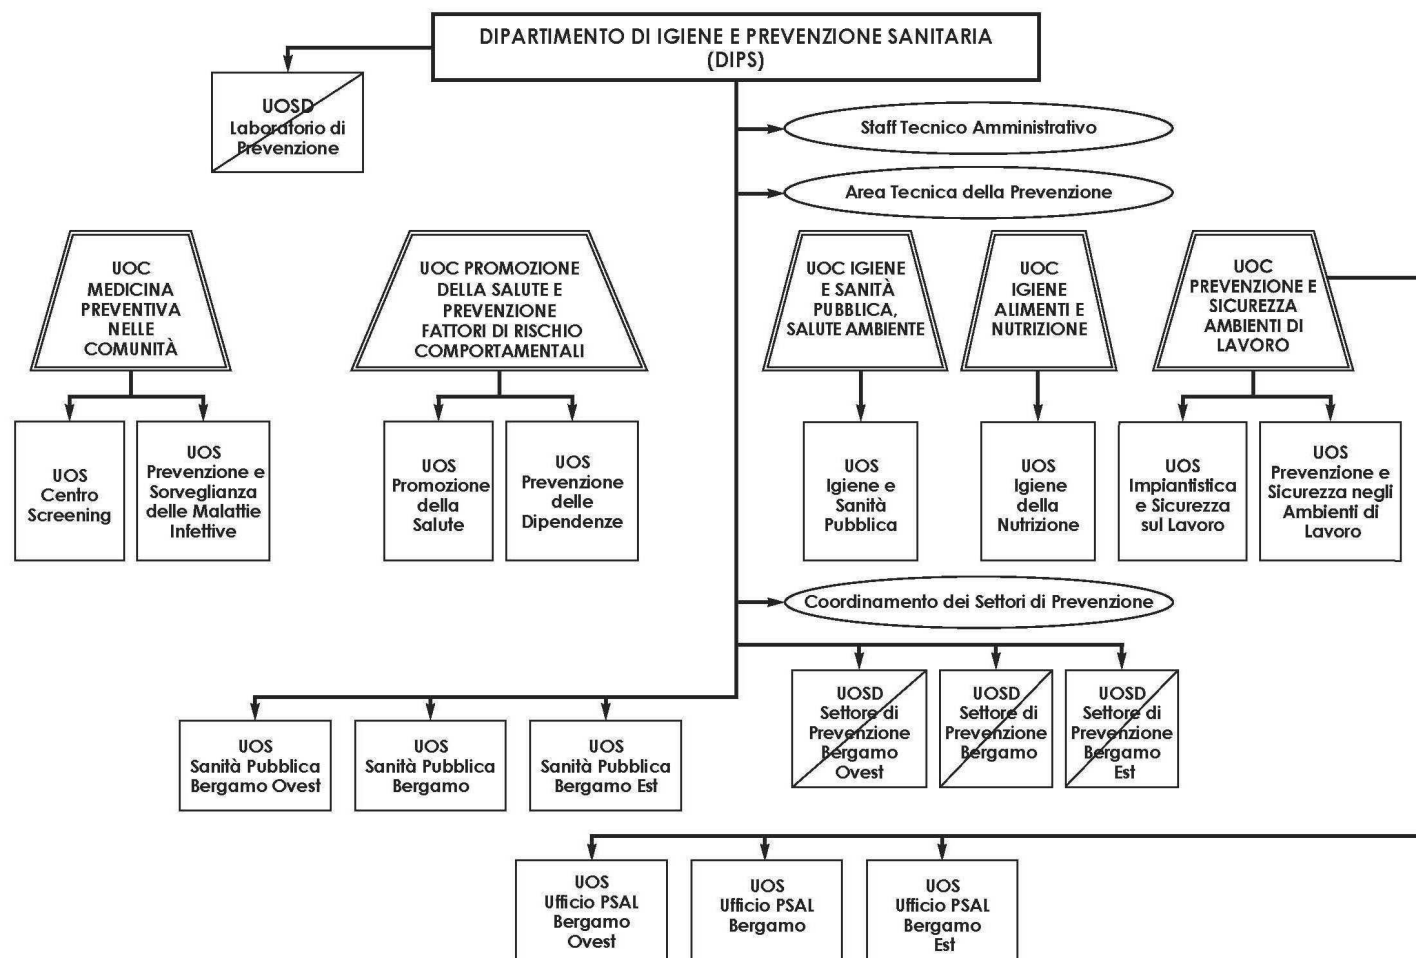 DIPARTIMENTO DI IGIENE E PREVENZIONE SANITARIA
(DIPS)
UOSD
Laboratorio di
Prevenzione
Staff Tecnico Amministrativo
Area Tecnica della Prevenzione
UOC
MEDICINA
PREVENTIVA
NELLE
COMUNITÀ
UOC PROMOZIONE
DELLA SALUTE E
PREVENZIONE
FATTORI DI RISCHIO
COMPORTAMENTALI
UOC IGIENE
E SANITÀ
PUBBLICA,
SALUTE AMBIENTE
UOC
IGIENE
ALIMENTI E
NUTRIZIONE
UOC
PREVENZIONE E
SICUREZZA
AMBIENTI DI
LAVORO
UOS
Centro
Screening
UOS
Prevenzione e
Sorveglianza
delle Malattie
Infettive
UOS
Promozione
della
Salute
UOS
Prevenzione
delle
Dipendenze
UOS
Igiene e
Sanità
Pubblica
UOS
Igiene
della
Nutrizione
UOS
Impiantistica
e Sicurezza
sul Lavoro
UOS
Prevenzione e
Sicurezza negli
Ambienti di
Lavoro
Coordinamento dei Settori di Prevenzione
UOSD
Settore di
Prevenzione
Bergamo
Ovest
UOSD
Settore di
Prevenzione
Bergamo
UOSD
Settore di
Prevenzione
Bergamo
Est
UOS
Sanità Pubblica
Bergamo Ovest
UOS
Sanità Pubblica
Bergamo
UOS
Sanità Pubblica
Bergamo Est
UOS
Ufficio PSAL
Bergamo
Ovest
UOS
Ufficio PSAL
Bergamo
UOS
Ufficio PSAL
Bergamo
Est